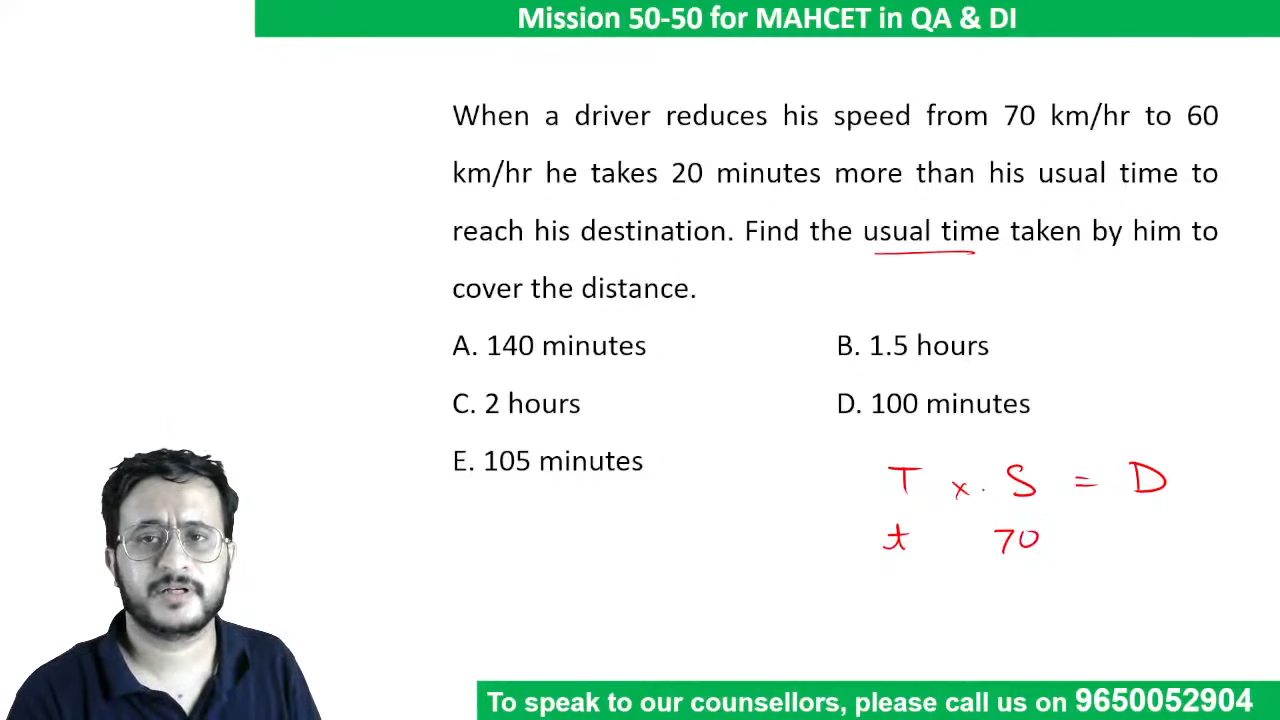 Mission 50-50 for MAHCET in QA & DI
When a driver reduces his speed from 70 km/hr to 60
km/hr he takes 20 minutes more than his usual time to
reach his destination. Find the usual time taken by him to
cover the distance.
A. 140 minutes
B. 1.5 hours
C. 2 hours
D. 100 minutes
E. 105 minutes
T x S = D
t 70
To speak to our counsellors, please call us on 9650052904